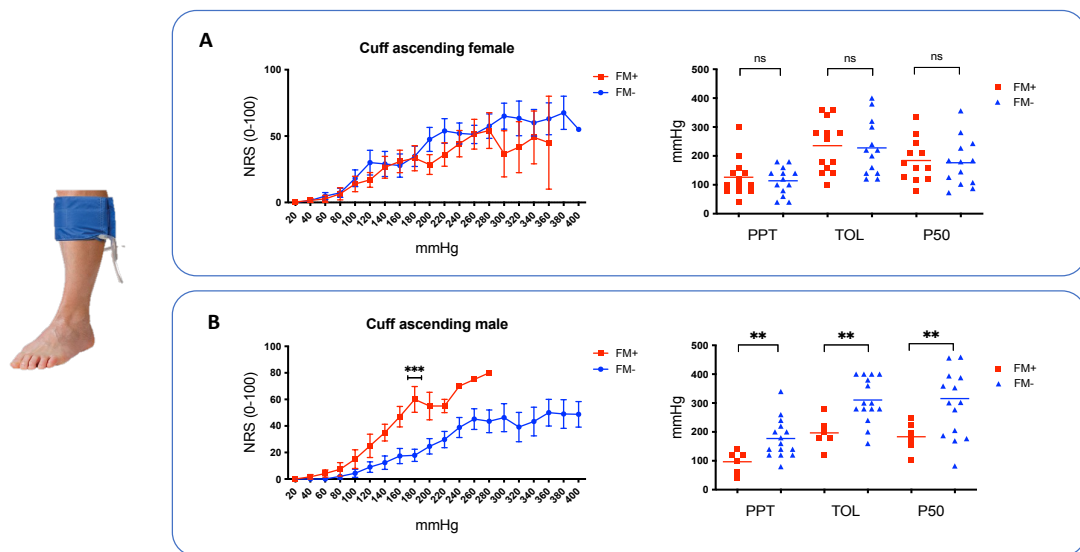 A
Cuff ascending female
NRS (0-100)
100
50
0
20 40 60 80 100 120 140 160 180 200 220 240 260 280 300 320 340 360 380 400
mmHg
FM+
FM-
ns ns ns
mmHg
500
400
300
200
100
0
PPT TOL P50
FM+
FM-
B
Cuff ascending male
NRS (0-100)
100
80
60
40
20
0
***
20 40 60 80 100 120 140 160 180 200 220 240 260 280 300 320 340 360 380 400
mmHg
FM+
FM-
** ** **
mmHg
500
400
300
200
100
0
PPT TOL P50
FM+
FM-